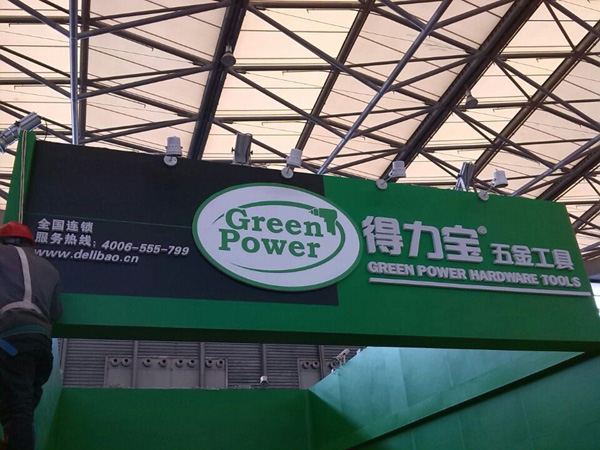 全国连锁
服务热线：4006-555-799
www.delibao.cn
Green
Power
得力宝®五金工具
GREEN POWER HARDWARE TOOLS